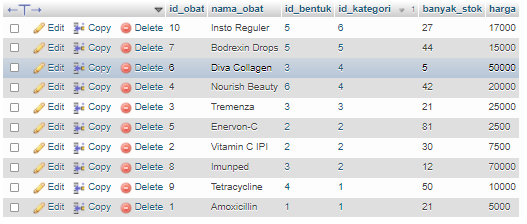 ←T→ id_obat nama_obat id_bentuk id_kategori 1 banyak_stok harga
Edit Copy Delete 10 Insto Reguler 5 6 27 17000
Edit Copy Delete 7 Bodrexin Drops 5 5 44 15000
Edit Copy Delete 6 Diva Collagen 3 4 5 50000
Edit Copy Delete 4 Nourish Beauty 6 4 42 20000
Edit Copy Delete 3 Tremenza 3 3 21 25000
Edit Copy Delete 5 Enervon-C 2 2 81 2500
Edit Copy Delete 2 Vitamin C IPI 2 2 30 7500
Edit Copy Delete 8 Imunped 3 2 12 70000
Edit Copy Delete 9 Tetracycline 4 1 50 10000
Edit Copy Delete 1 Amoxicillin 1 1 21 5000